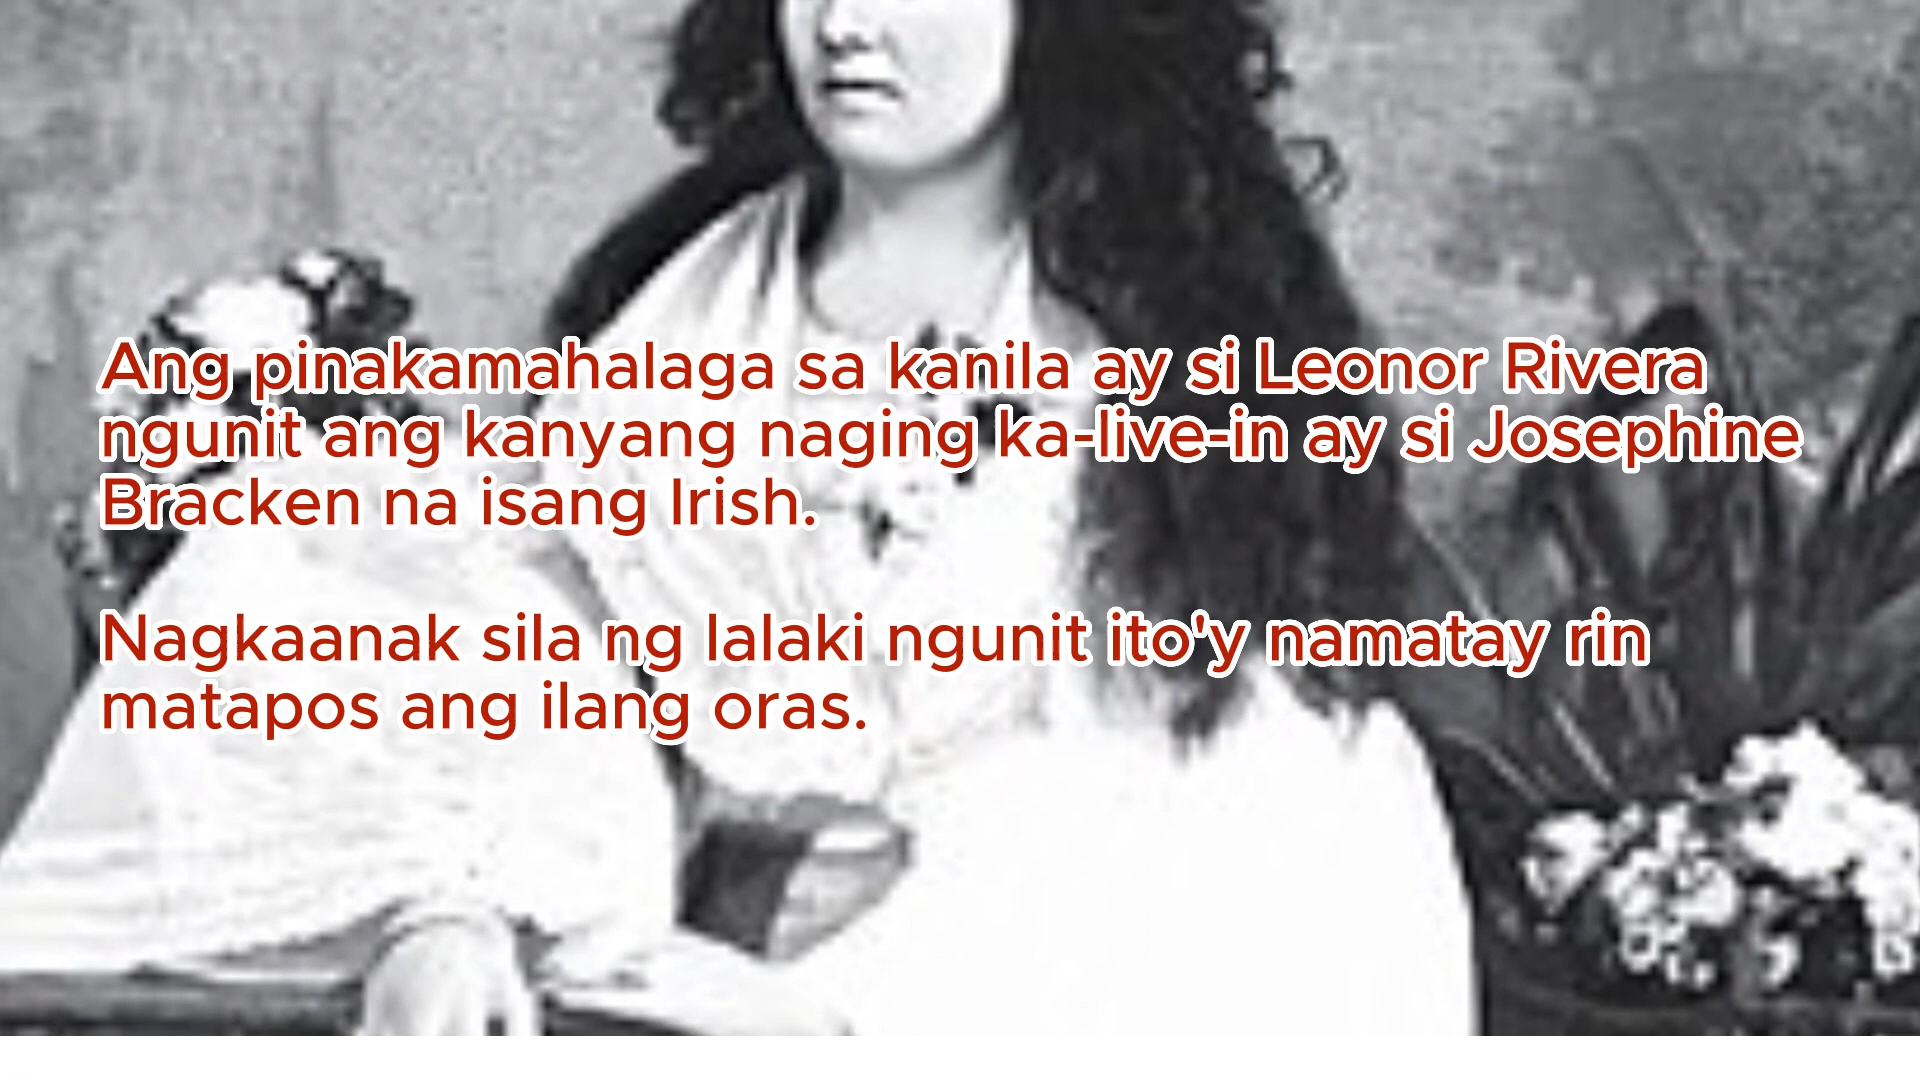 Ang pinakamahalaga sa kanila ay si Leonor Rivera
ngunit ang kanyang naging ka-live-in ay si Josephine
Bracken na isang Irish.
Nagkaanak sila ng lalaki ngunit ito'y namatay rin
matapos ang ilang oras.